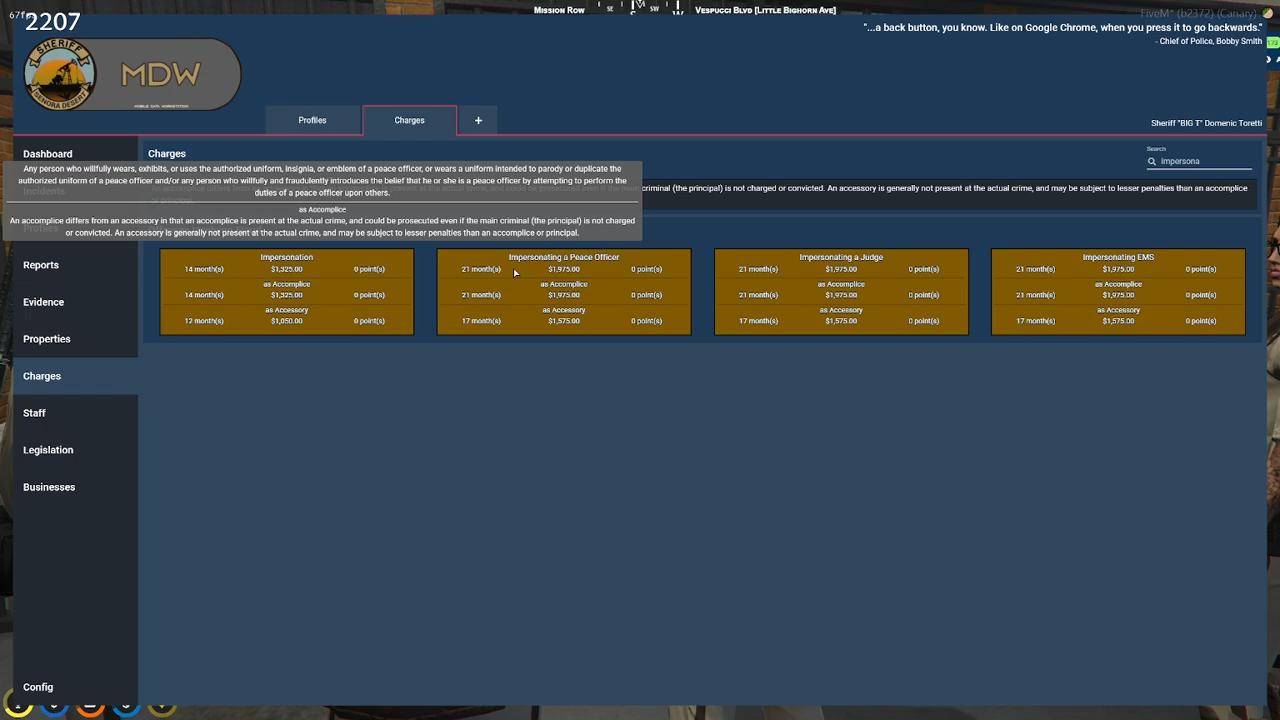 67fps
2207
Mission Row
SE
SW
W
Vespucci Blvd [Little Bighorn Ave]
FiveM* (b2372) (Canary)
"...a back button, you know. Like on Google Chrome, when you press it to go backwards."
- Chief of Police, Bobby Smith
SHERIFF
SENORA DESERT
MDW
MOBILE DATA WORKSTATION
Profiles
Charges
+
Sheriff "BIG T" Domenic Toretti
Dashboard
Charges
Search
Impersona
Any person who willfully wears, exhibits, or uses the authorized uniform, insignia, or emblem of a peace officer, or wears a uniform intended to parody or duplicate the
authorized uniform of a peace officer and/or any person who willfully and fraudulently introduces the belief that he or she is a peace officer by attempting to perform the
duties of a peace officer upon others.
criminal (the principal) is not charged or convicted. An accessory is generally not present at the actual crime, and may be subject to lesser penalties than an accomplice
as Accomplice
An accomplice differs from an accessory in that an accomplice is present at the actual crime, and could be prosecuted even if the main criminal (the principal) is not charged
or convicted. An accessory is generally not present at the actual crime, and may be subject to lesser penalties than an accomplice or principal.
Incidents
Profiles
Reports
Evidence
Properties
Charges
Staff
Legislation
Businesses
Config
Impersonation
14 month(s) $1,325.00 0 point(s)
as Accomplice
14 month(s) $1,325.00 0 point(s)
as Accessory
12 month(s) $1,050.00 0 point(s)
Impersonating a Peace Officer
21 month(s) $1,975.00 0 point(s)
as Accomplice
21 month(s) $1,975.00 0 point(s)
as Accessory
17 month(s) $1,575.00 0 point(s)
Impersonating a Judge
21 month(s) $1,975.00 0 point(s)
as Accomplice
21 month(s) $1,975.00 0 point(s)
as Accessory
17 month(s) $1,575.00 0 point(s)
Impersonating EMS
21 month(s) $1,975.00 0 point(s)
as Accomplice
21 month(s) $1,975.00 0 point(s)
as Accessory
17 month(s) $1,575.00 0 point(s)